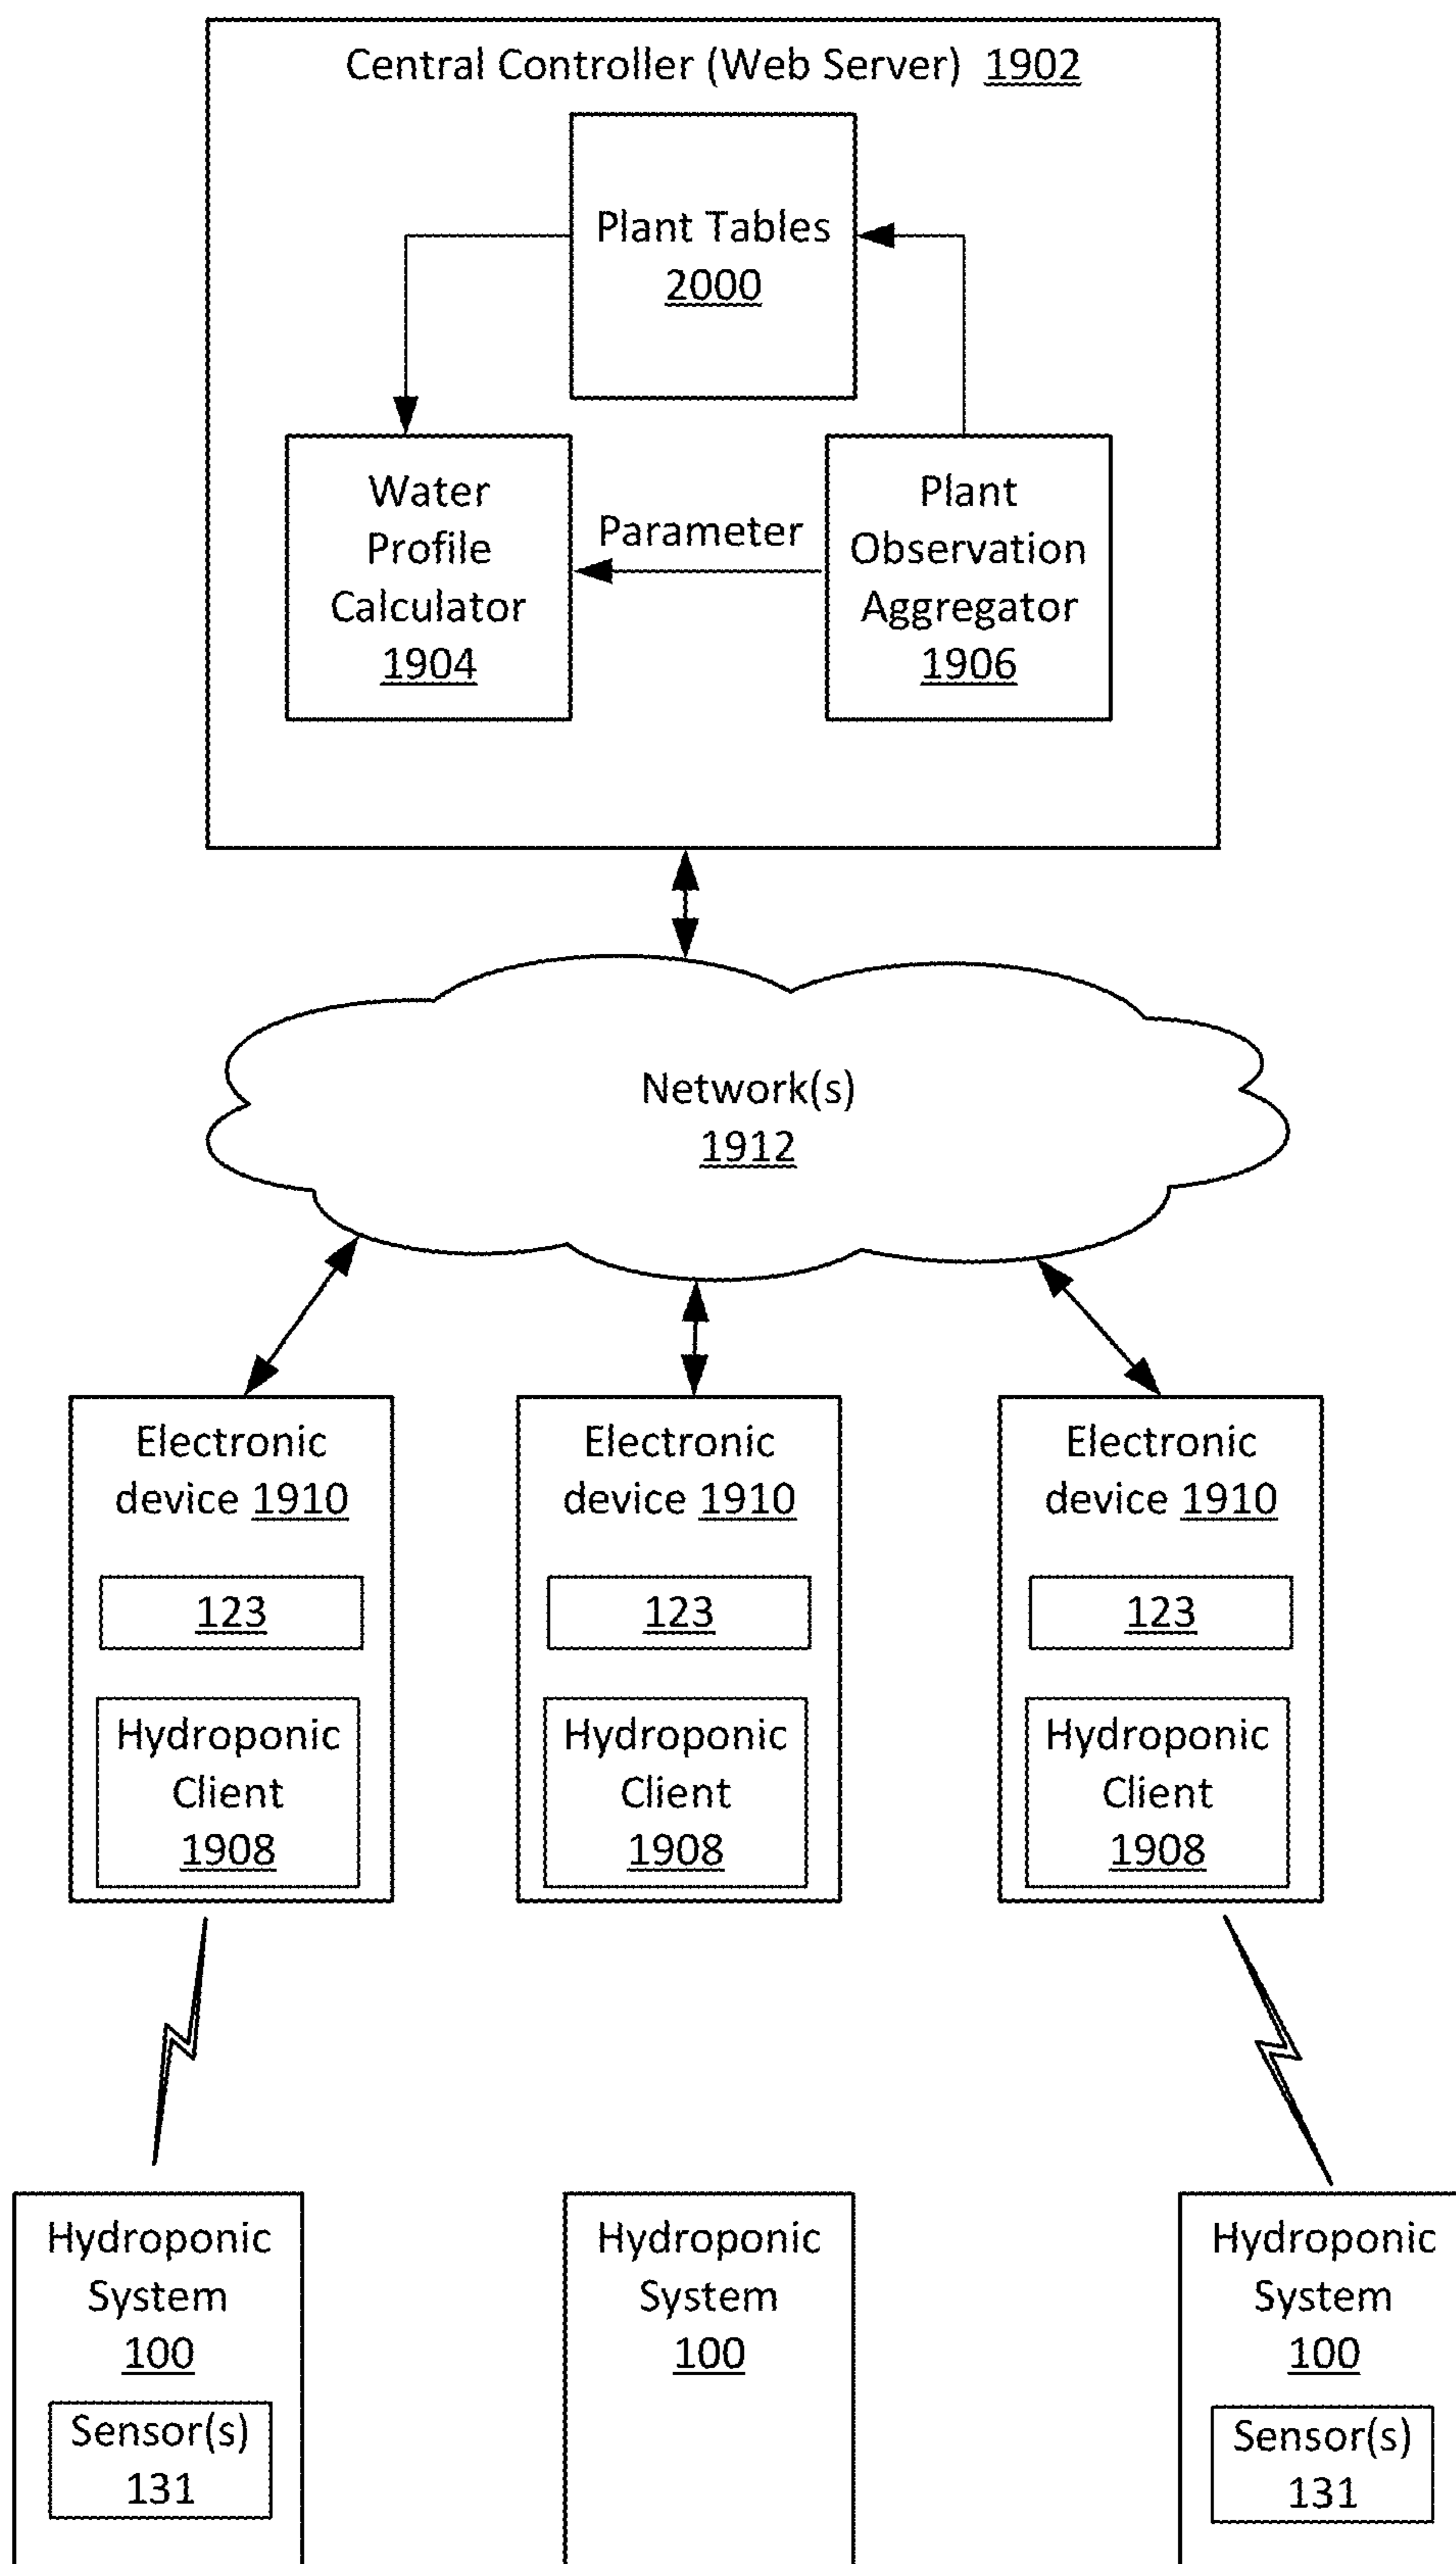 Central Controller (Web Server) 1902
Plant Tables
2000
Water
Profile
Calculator
1904
Parameter
Plant
Observation
Aggregator
1906
Network(s)
1912
Electronic
device 1910
123
Hydroponic
Client
1908
Electronic
device 1910
123
Hydroponic
Client
1908
Electronic
device 1910
123
Hydroponic
Client
1908
Hydroponic
System
100
Sensor(s)
131
Hydroponic
System
100
Hydroponic
System
100
Sensor(s)
131